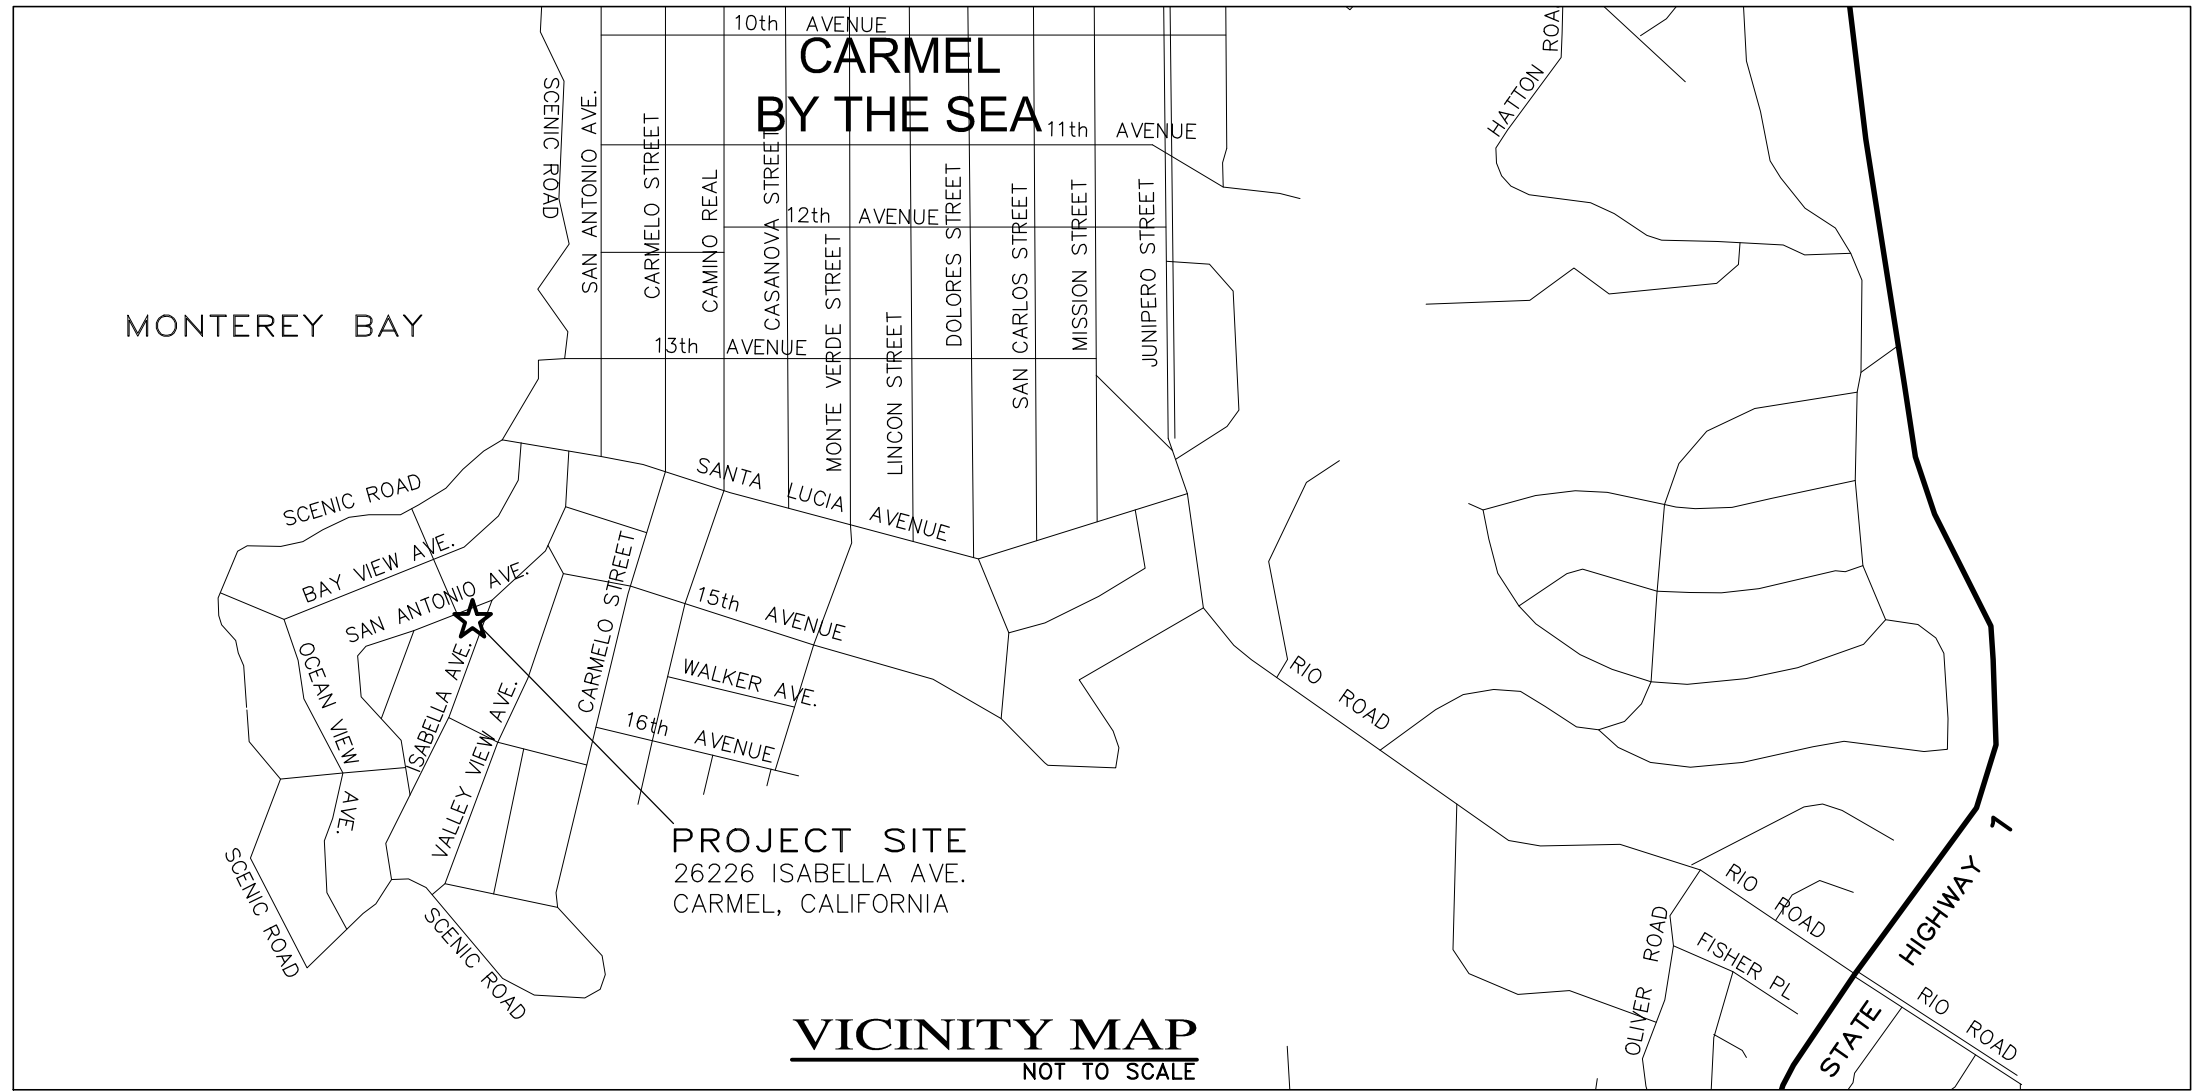 10th AVENUE
CARMEL
BY THE SEA
11th AVENUE
HATTON ROA
SCENIC ROAD
SAN ANTONIO AVE.
CARMELO STREET
CAMINO REAL
CASANOVA STREET
12th AVENUE
MONTE VERDE STREET
LINCON STREET
DOLORES STREET
SAN CARLOS STREET
MISSION STREET
JUNIPERO STREET
MONTEREY BAY
13th AVENUE
SANTA LUCIA AVENUE
SCENIC ROAD
BAY VIEW AVE.
SAN ANTONIO AVE.
OCEAN VIEW AVE.
ISABELLA AVE.
VALLEY VIEW AVE.
CARMELO STREET
15th AVENUE
WALKER AVE.
16th AVENUE
RIO ROAD
PROJECT SITE
26226 ISABELLA AVE.
CARMEL, CALIFORNIA
SCENIC ROAD
SCENIC ROAD
RIO ROAD
OLIVER ROAD
FISHER PL
STATE HIGHWAY 1
RIO ROAD
VICINITY MAP
NOT TO SCALE